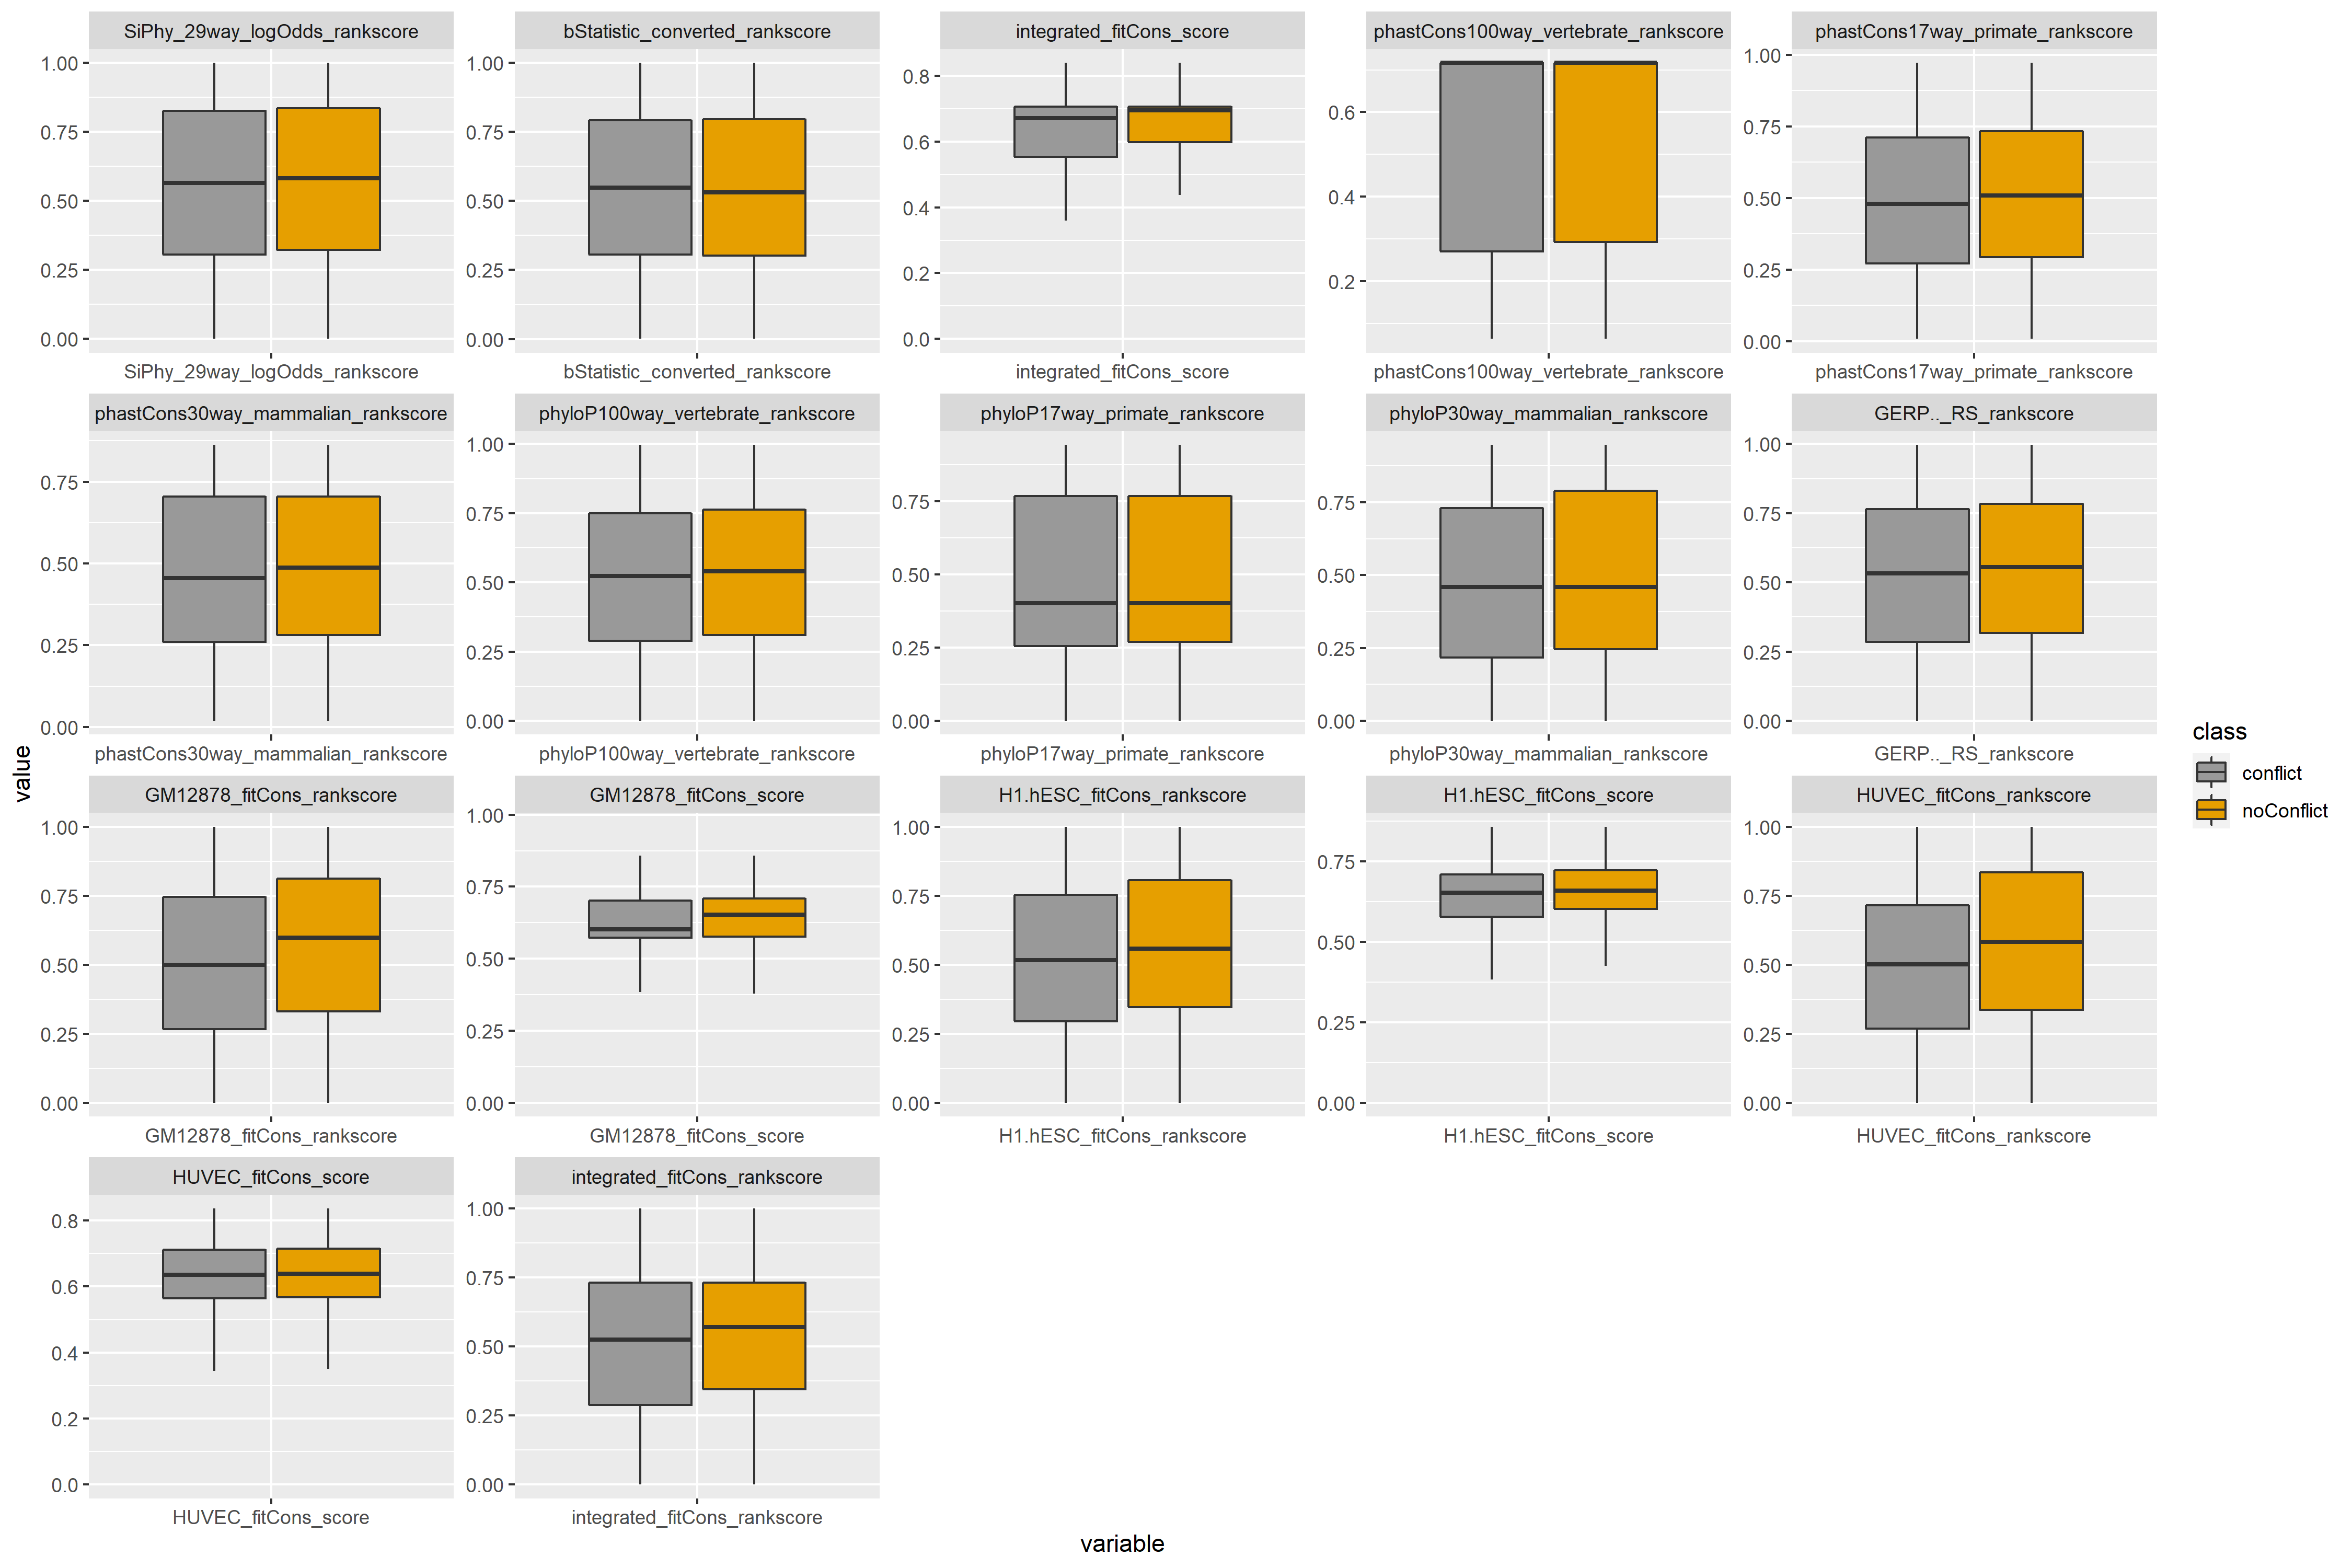 SiPhy_29way_logOdds_rankscore
bStatistic_converted_rankscore
integrated_fitCons_score
phastCons100way_vertebrate_rankscore
phastCons17way_primate_rankscore
1.00
0.75
0.50
0.25
0.00
1.00
0.75
0.50
0.25
0.00
0.8
0.6
0.4
0.2
0.0
0.6
0.4
0.2
1.00
0.75
0.50
0.25
0.00
SiPhy_29way_logOdds_rankscore
bStatistic_converted_rankscore
integrated_fitCons_score
phastCons100way_vertebrate_rankscore
phastCons17way_primate_rankscore
phastCons30way_mammalian_rankscore
phyloP100way_vertebrate_rankscore
phyloP17way_primate_rankscore
phyloP30way_mammalian_rankscore
GERP.._RS_rankscore
0.75
0.50
0.25
0.00
1.00
0.75
0.50
0.25
0.00
0.75
0.50
0.25
0.00
0.75
0.50
0.25
0.00
1.00
0.75
0.50
0.25
0.00
phastCons30way_mammalian_rankscore
phyloP100way_vertebrate_rankscore
phyloP17way_primate_rankscore
phyloP30way_mammalian_rankscore
GERP.._RS_rankscore
GM12878_fitCons_rankscore
GM12878_fitCons_score
H1.hESC_fitCons_rankscore
H1.hESC_fitCons_score
HUVEC_fitCons_rankscore
1.00
0.75
0.50
0.25
0.00
1.00
0.75
0.50
0.25
0.00
1.00
0.75
0.50
0.25
0.00
0.75
0.50
0.25
0.00
1.00
0.75
0.50
0.25
0.00
GM12878_fitCons_rankscore
GM12878_fitCons_score
H1.hESC_fitCons_rankscore
H1.hESC_fitCons_score
HUVEC_fitCons_rankscore
HUVEC_fitCons_score
integrated_fitCons_rankscore
0.8
0.6
0.4
0.2
0.0
1.00
0.75
0.50
0.25
0.00
HUVEC_fitCons_score
integrated_fitCons_rankscore
value
variable
class
conflict
noConflict